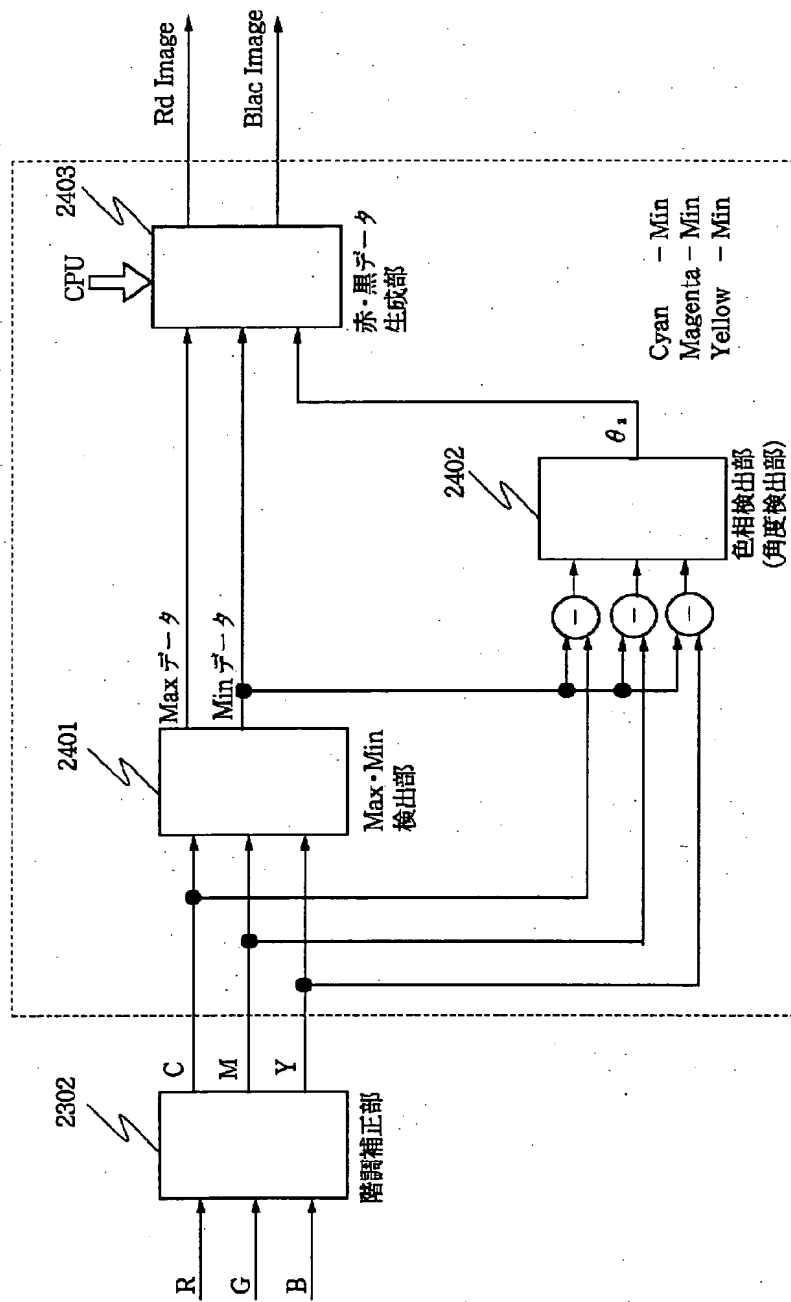 R
G
B
2302
階調補正部
C
M
Y
2401
Max・Min
検出部
Maxデータ
Minデータ
CPU
2403
赤・黒データ
生成部
Rd Image
Blac Image
−
−
−
2402
色相検出部
(角度検出部)
Cyan − Min
Magenta − Min
Yellow − Min